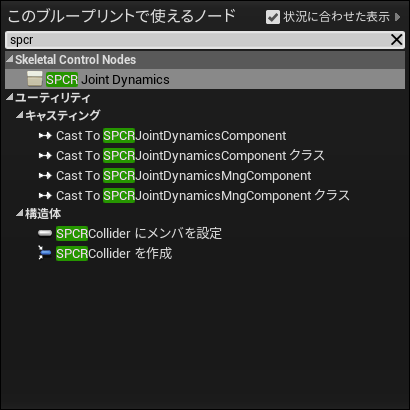 このブループリントで使えるノード 状況に合わせた表示
spcr
Skeletal Control Nodes
SPCR Joint Dynamics
ユーティリティ
キャスティング
Cast To SPCRJointDynamicsComponent
Cast To SPCRJointDynamicsComponent クラス
Cast To SPCRJointDynamicsMngComponent
Cast To SPCRJointDynamicsMngComponent クラス
構造体
SPCRCollider にメンバを設定
SPCRCollider を作成